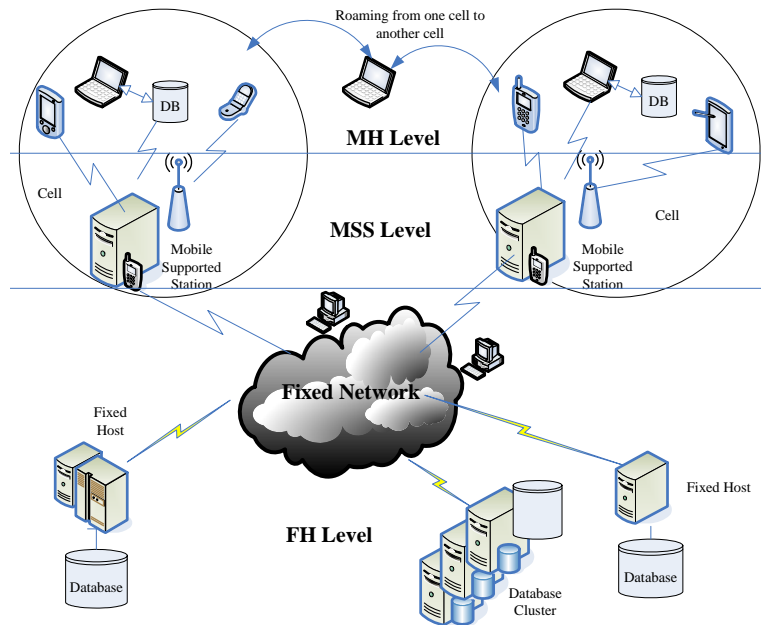 Roaming from one cell to
another cell
DB
DB
MH Level
Cell
Cell
MSS Level
Mobile
Supported
Station
Mobile
Supported
Station
Fixed Network
Fixed
Host
Fixed Host
FH Level
Database
Database
Database
Cluster